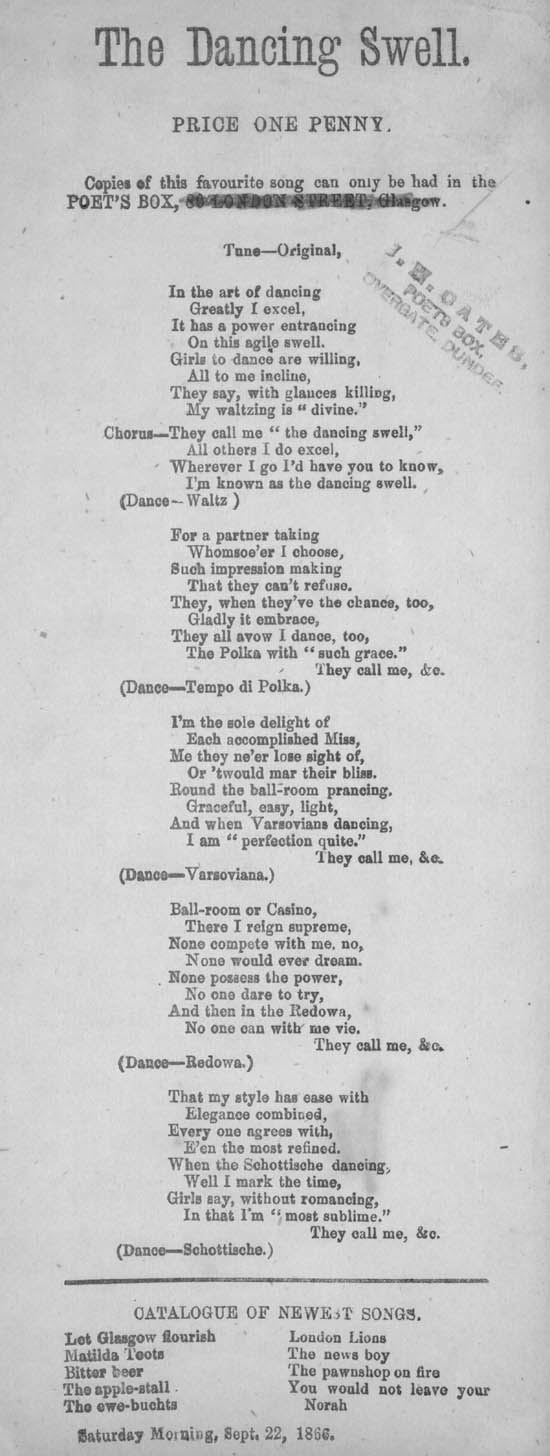 The Dancing Swell.
PRICE ONE PENNY.
Copies of this favourite song can only be had in the
POET'S BOX, 80 LONDON STREET, Glasgow.
J. H. OATES,
POETS BOX,
OVERGATE, DUNDEE.
Tune—Original,
In the art of dancing
Greatly I excel,
It has a power entrancing
On this agile swell.
Girls to dance are willing,
All to me incline,
They say, with glances killing,
My waltzing is "divine."
Chorus—They call me "the dancing swell,"
All others I do excel,
Wherever I go I'd have you to know,
I'm known as the dancing swell.
(Dance—Waltz )
For a partner taking
Whomsoe'er I choose,
Such impression making
That they can't refuse.
They, when they've the chance, too,
Gladly it embrace,
They all avow I dance, too,
The Polka with "such grace."
They call me, &c.
(Dance—Tempo di Polka.)
I'm the sole delight of
Each accomplished Miss,
Me they ne'er lose sight of,
Or 'twould mar their bliss.
Round the ball-room prancing,
Graceful, easy, light,
And when Varsovians dancing,
I am "perfection quite."
They call me, &c.
(Dance—Varsoviana.)
Ball-room or Casino,
There I reign supreme,
None compete with me, no,
None would ever dream.
None possess the power,
No one dare to try,
And then in the Redowa,
No one can with me vie.
They call me, &c.
(Dance—Redowa.)
That my style has ease with
Elegance combined,
Every one agrees with,
E'en the most refined.
When the Schottische dancing,
Well I mark the time,
Girls say, without romancing,
In that I'm "most sublime."
They call me, &c.
(Dance—Schottische.)
CATALOGUE OF NEWEST SONGS.
Let Glasgow flourish
Matilda Toots
Bitter beer
The apple-stall
The ewe-buchts
London Lions
The news boy
The pawnshop on fire
You would not leave your
Norah
Saturday Morning, Sept. 22, 1866.